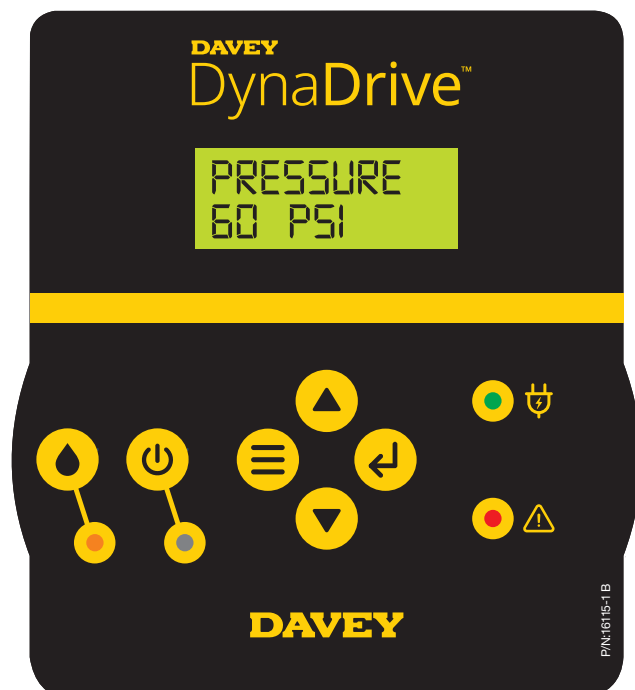 DAVEY
DynaDrive™
PRESSURE
60 PSI
DAVEY
P/N:16115-1 B